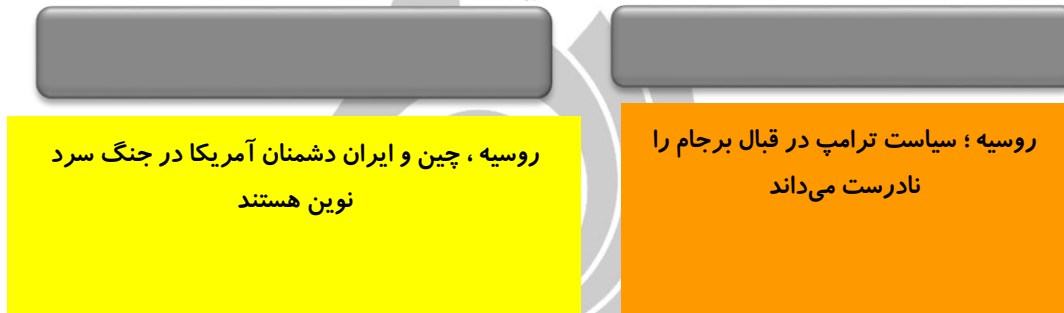 روسیه ؛ سیاست ترامپ در قبال برجام را
نادرست می‌داند
روسیه ، چین و ایران دشمنان آمریکا در جنگ سرد
نوین هستند